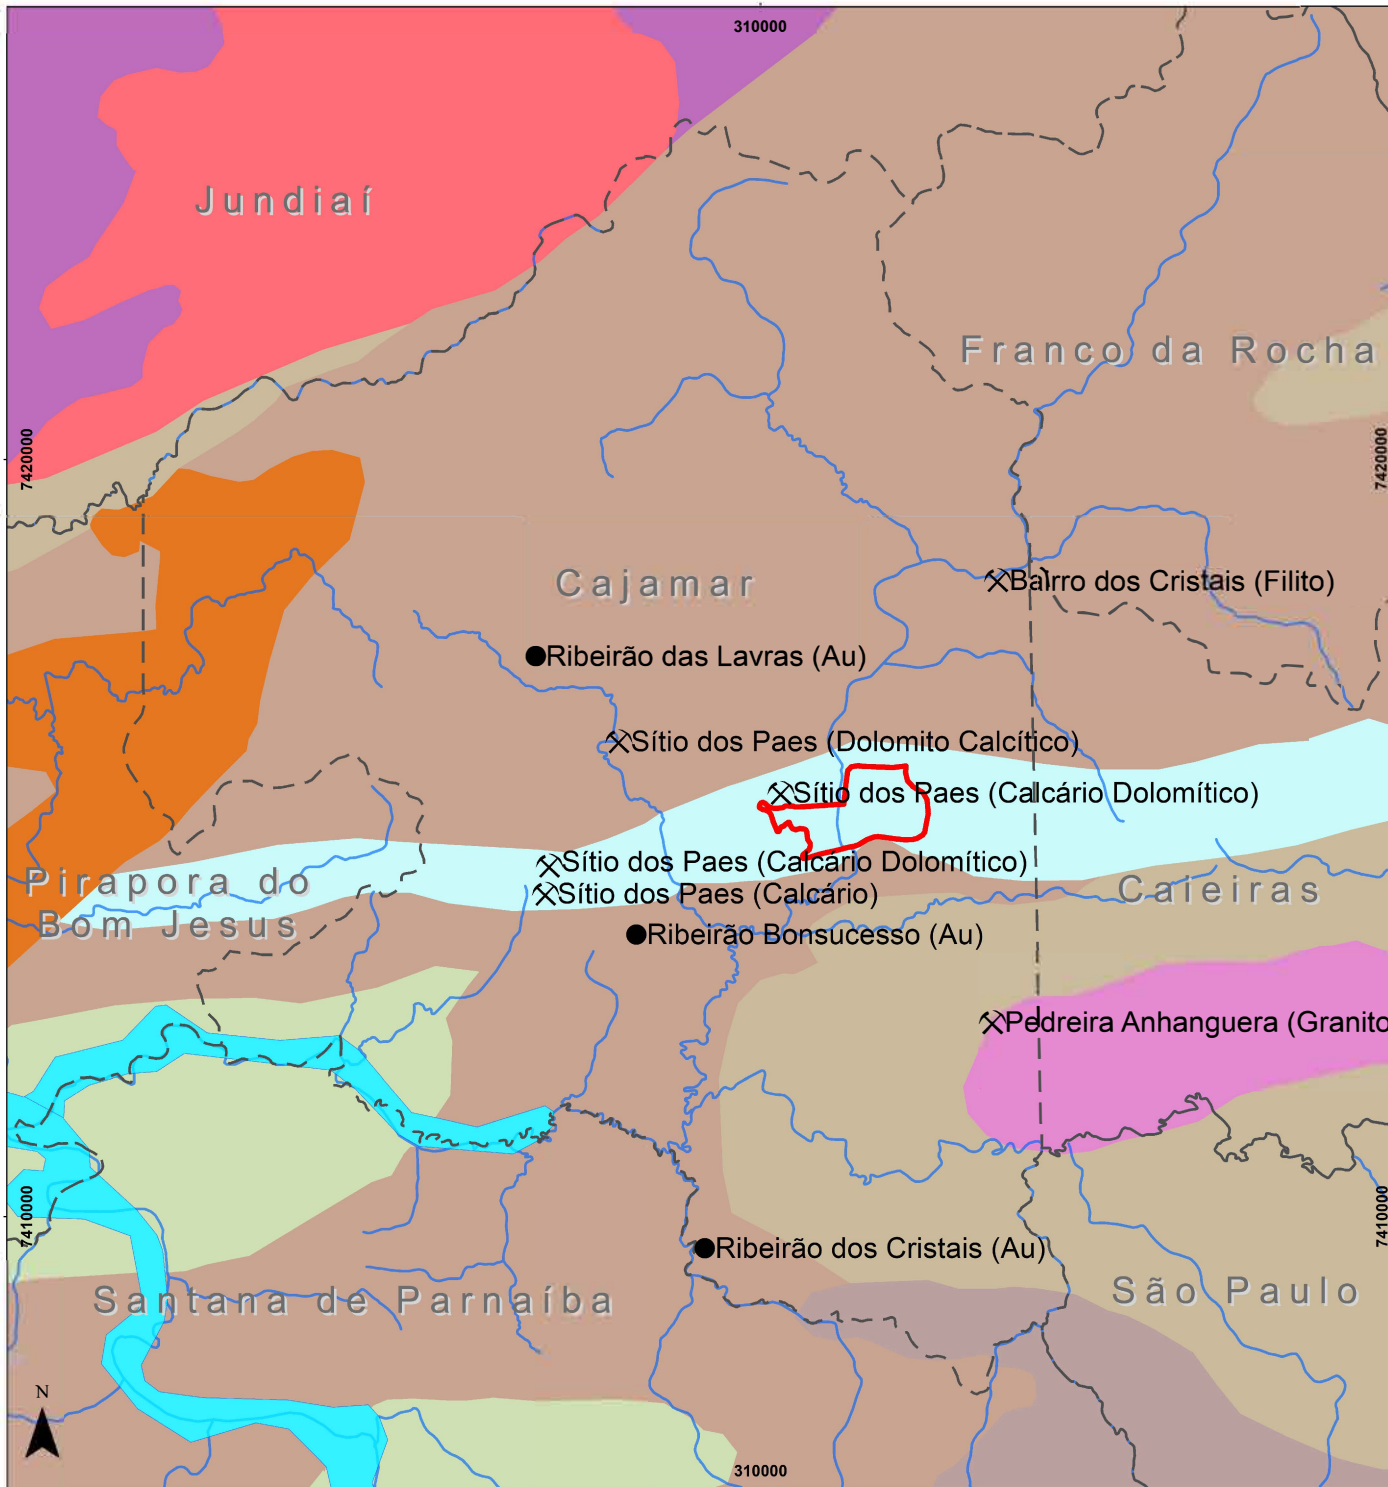 310000
Jundiaí
Franco da Rocha
7420000
7420000
Cajamar
Bairro dos Cristais (Filito)
Ribeirão das Lavras (Au)
Sítio dos Paes (Dolomito Calcítico)
Sítio dos Paes (Calcário Dolomítico)
Sítio dos Paes (Calcário Dolomítico)
Pirapora do
Bom Jesus
Sítio dos Paes (Calcário)
Caieiras
Ribeirão Bonsucesso (Au)
Pedreira Anhanguera (Granito
7410000
7410000
Ribeirão dos Cristais (Au)
Santana de Parnaíba
São Paulo
N
310000